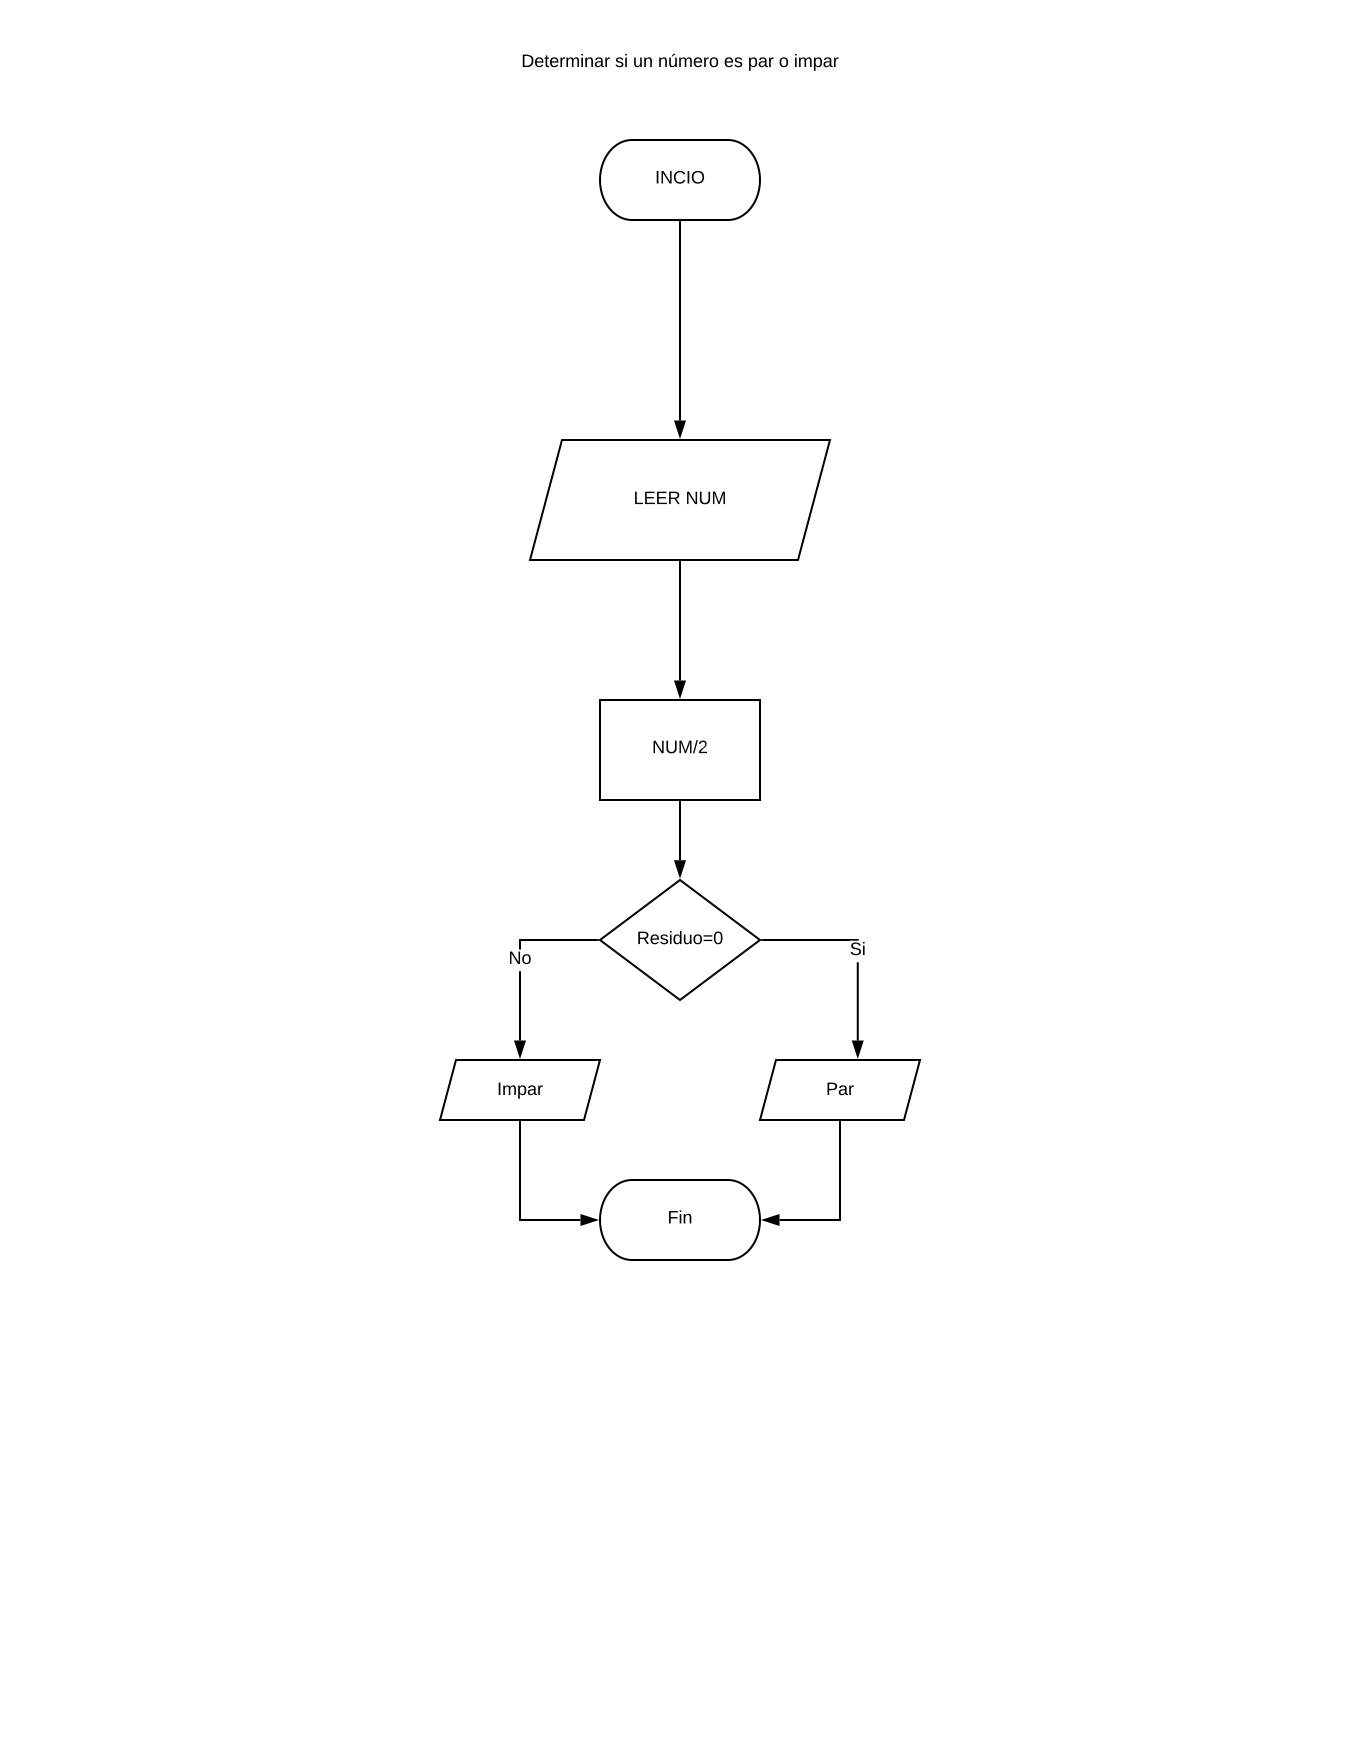 Determinar si un número es par o impar
INCIO
LEER NUM
NUM/2
Residuo=0
No
Si
Impar
Par
Fin